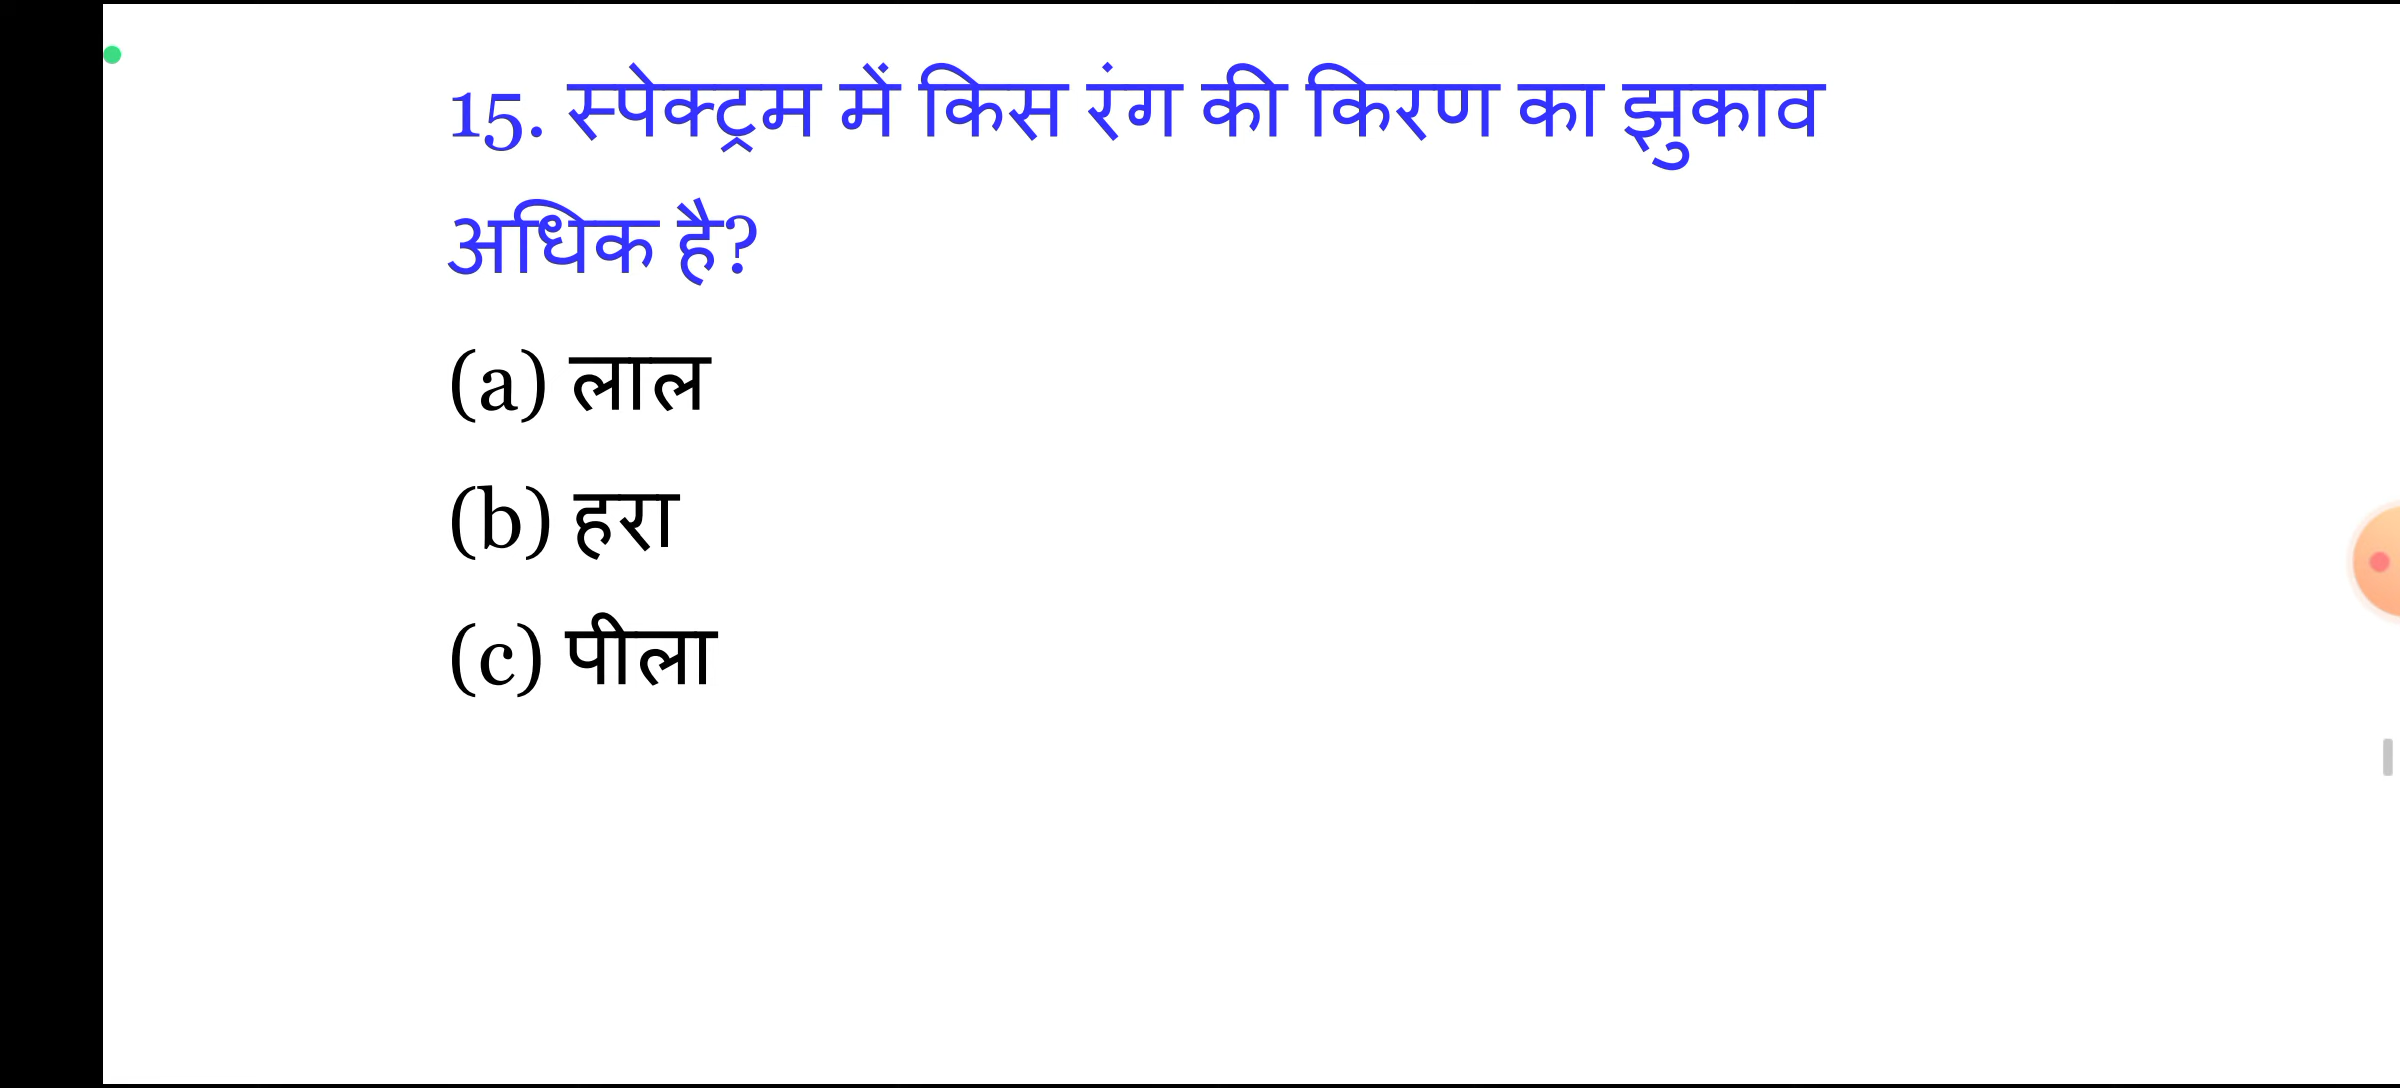 15. स्पेक्ट्रम में किस रंग की किरण का झुकाव
अधिक है?
(a) लाल
(b) हरा
(c) पीला